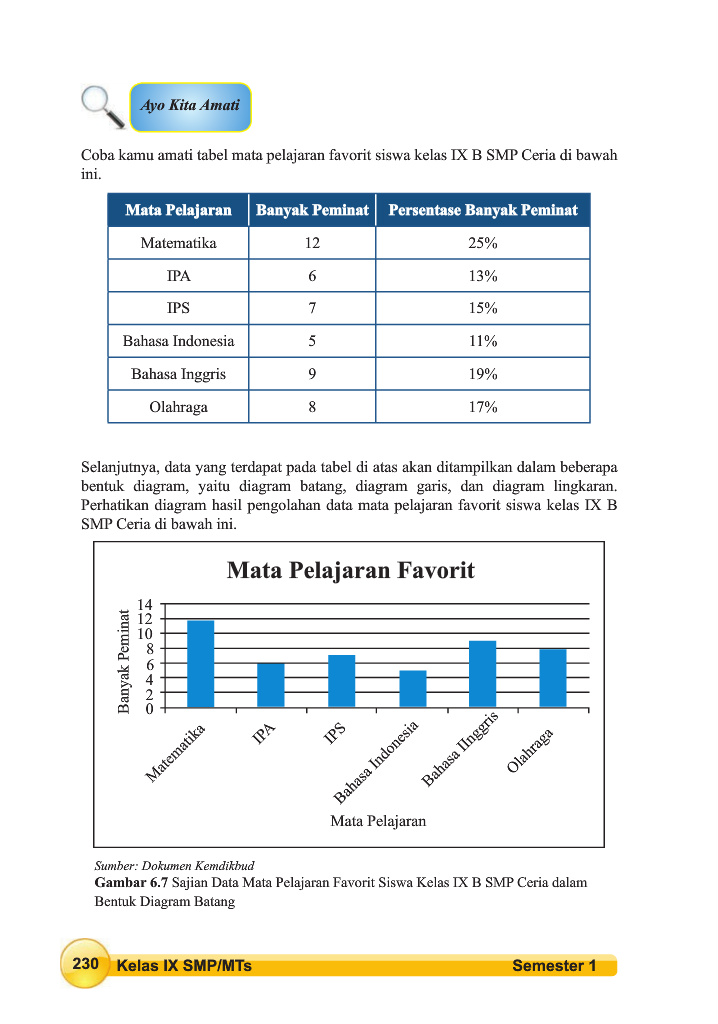 Ayo Kita Amati
Coba kamu amati tabel mata pelajaran favorit siswa kelas IX B SMP Ceria di bawah
ini.
Mata Pelajaran Banyak Peminat Persentase Banyak Peminat
Matematika 12 25%
IPA 6 13%
IPS 7 15%
Bahasa Indonesia 5 11%
Bahasa Inggris 9 19%
Olahraga 8 17%
Selanjutnya, data yang terdapat pada tabel di atas akan ditampilkan dalam beberapa
bentuk diagram, yaitu diagram batang, diagram garis, dan diagram lingkaran.
Perhatikan diagram hasil pengolahan data mata pelajaran favorit siswa kelas IX B
SMP Ceria di bawah ini.
Mata Pelajaran Favorit
Banyak Peminat
14
12
10
8
6
4
2
0
Matematika
IPA
IPS
Bahasa Indonesia
Bahasa IInggris
Olahraga
Mata Pelajaran
Sumber: Dokumen Kemdikbud
Gambar 6.7 Sajian Data Mata Pelajaran Favorit Siswa Kelas IX B SMP Ceria dalam
Bentuk Diagram Batang
230 Kelas IX SMP/MTs Semester 1